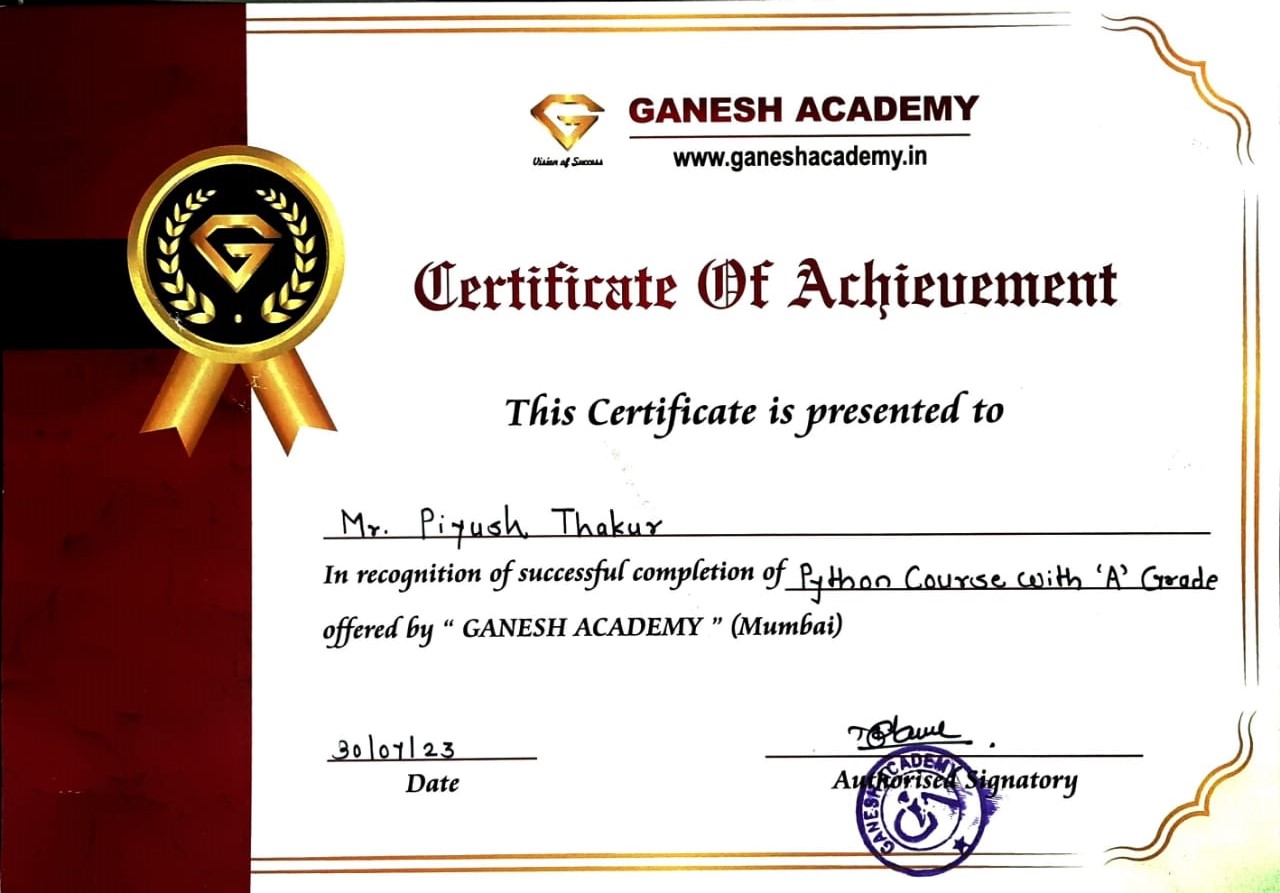 GANESH ACADEMY
Vision of Success
www.ganeshacademy.in
Certificate Of Achievement
This Certificate is presented to
Mr. Piyush Thakur
In recognition of successful completion of Python Course with 'A' Grade
offered by “ GANESH ACADEMY ” (Mumbai)
30/07/23
Date
Authorised Signatory
GANESH ACADEMY